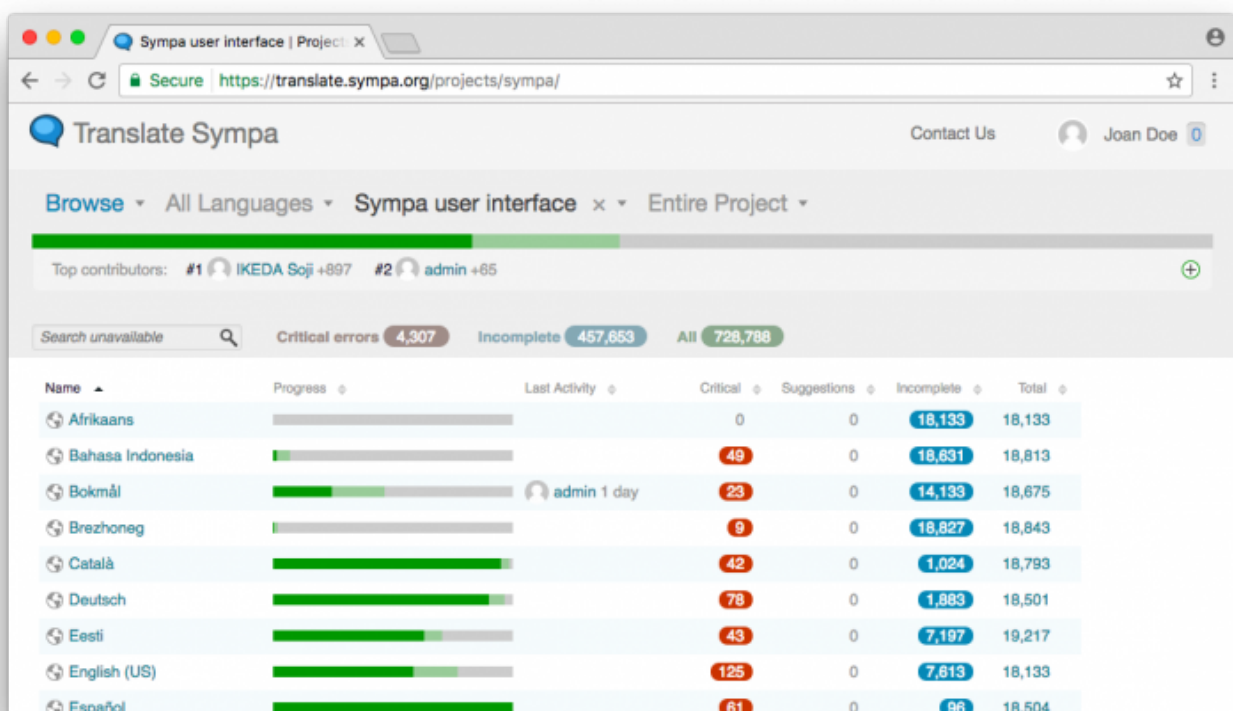 Sympa user interface | Project
Secure https://translate.sympa.org/projects/sympa/
Translate Sympa Contact Us Joan Doe 0
Browse All Languages Sympa user interface × Entire Project
Top contributors: #1 IKEDA Soji +897 #2 admin +65
Search unavailable Critical errors 4,307 Incomplete 457,653 All 728,788
Name Progress Last Activity Critical Suggestions Incomplete Total
Afrikaans 0 0 18,133 18,133
Bahasa Indonesia 49 0 18,631 18,813
Bokmål admin 1 day 23 0 14,133 18,675
Brezhoneg 9 0 18,827 18,843
Català 42 0 1,024 18,793
Deutsch 78 0 1,883 18,501
Eesti 43 0 7,197 19,217
English (US) 125 0 7,613 18,133
Español 61 0 96 18,504